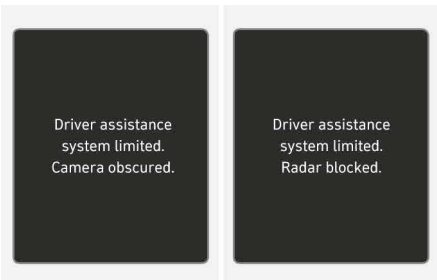 Driver assistance
system limited.
Camera obscured.
Driver assistance
system limited.
Radar blocked.